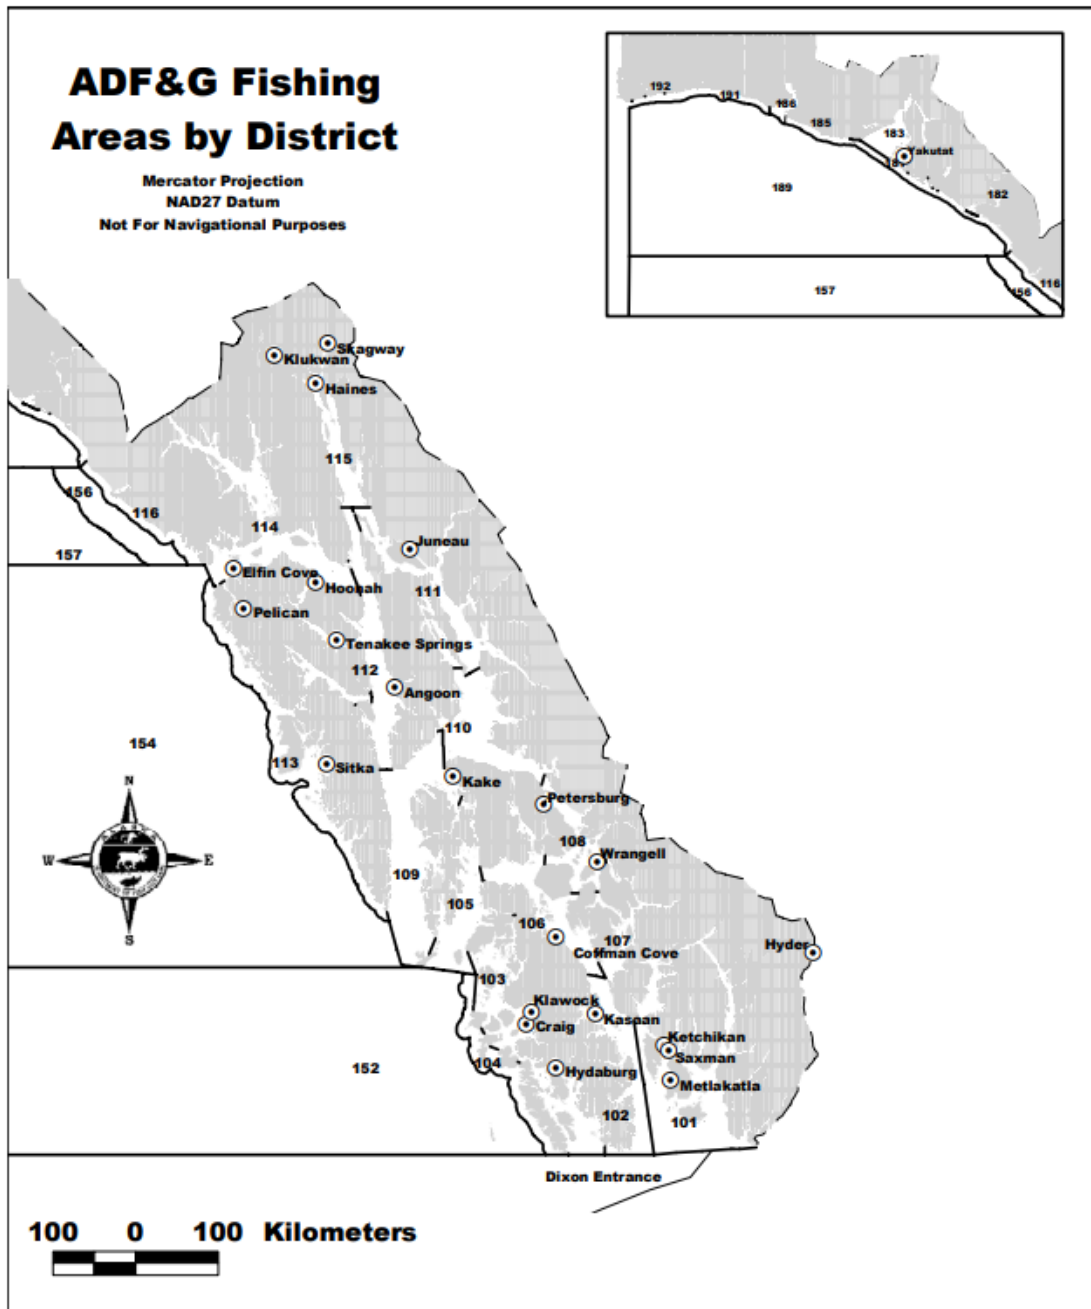 ADF&G Fishing
Areas by District
Mercator Projection
NAD27 Datum
Not For Navigational Purposes
192
191
186
185
183
Yakutat
189
182
157
156
116
Skagway
Klukwan
Haines
115
156
116
114
157
Juneau
Elfin Cove
Hoonah
111
Pelican
Tenakee Springs
112
Angoon
110
154
113
Sitka
Kake
N
Petersburg
108
Wrangell
W
E
S
109
105
106
107
Coffman Cove
Hyder
103
Klawock
Craig
Kasaan
Ketchikan
Saxman
104
Hydaburg
Metlakatla
152
102
101
Dixon Entrance
100 0 100 Kilometers